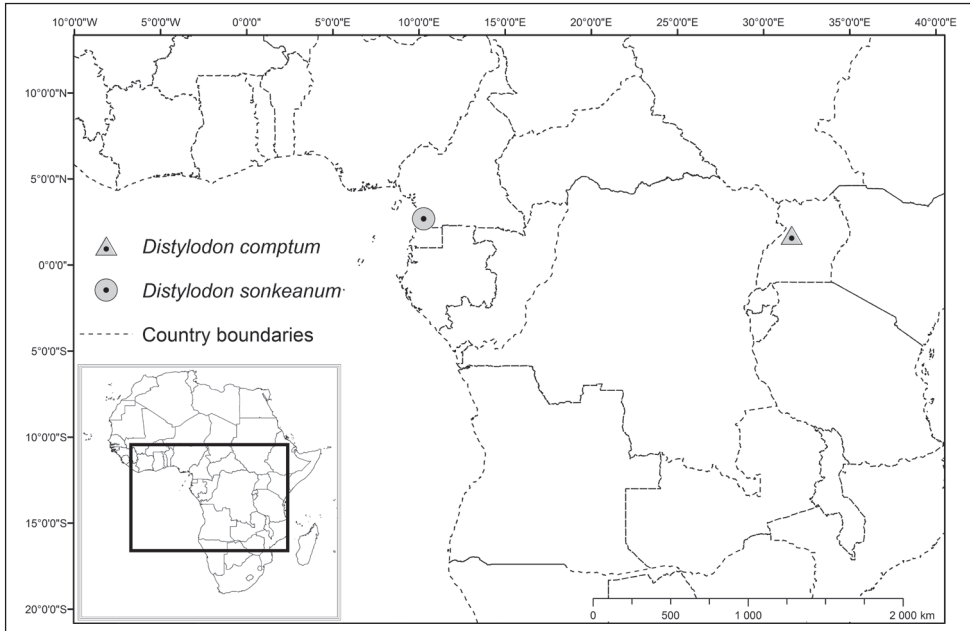 10°0'0"W 5°0'0"W 0°0'0" 5°0'0"E 10°0'0"E 15°0'0"E 20°0'0"E 25°0'0"E 30°0'0"E 35°0'0"E 40°0'0"E
10°0'0"N
5°0'0"N
Distylodon comptum
0°0'0"
Distylodon sonkeanum
Country boundaries
5°0'0"S
10°0'0"S
15°0'0"S
20°0'0"S
0 500 1 000 2 000 km